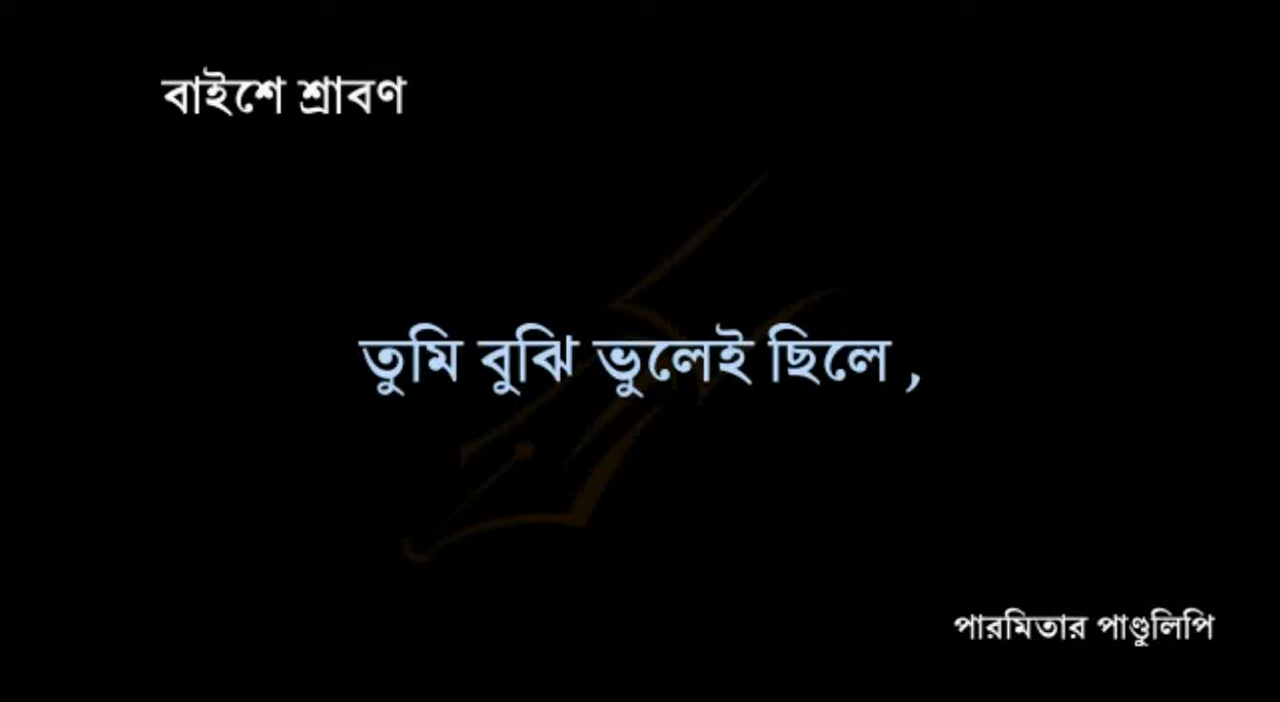 বাইশে শ্রাবণ
তুমি বুঝি ভুলেই ছিলে ,
পারমিতার পাণ্ডুলিপি